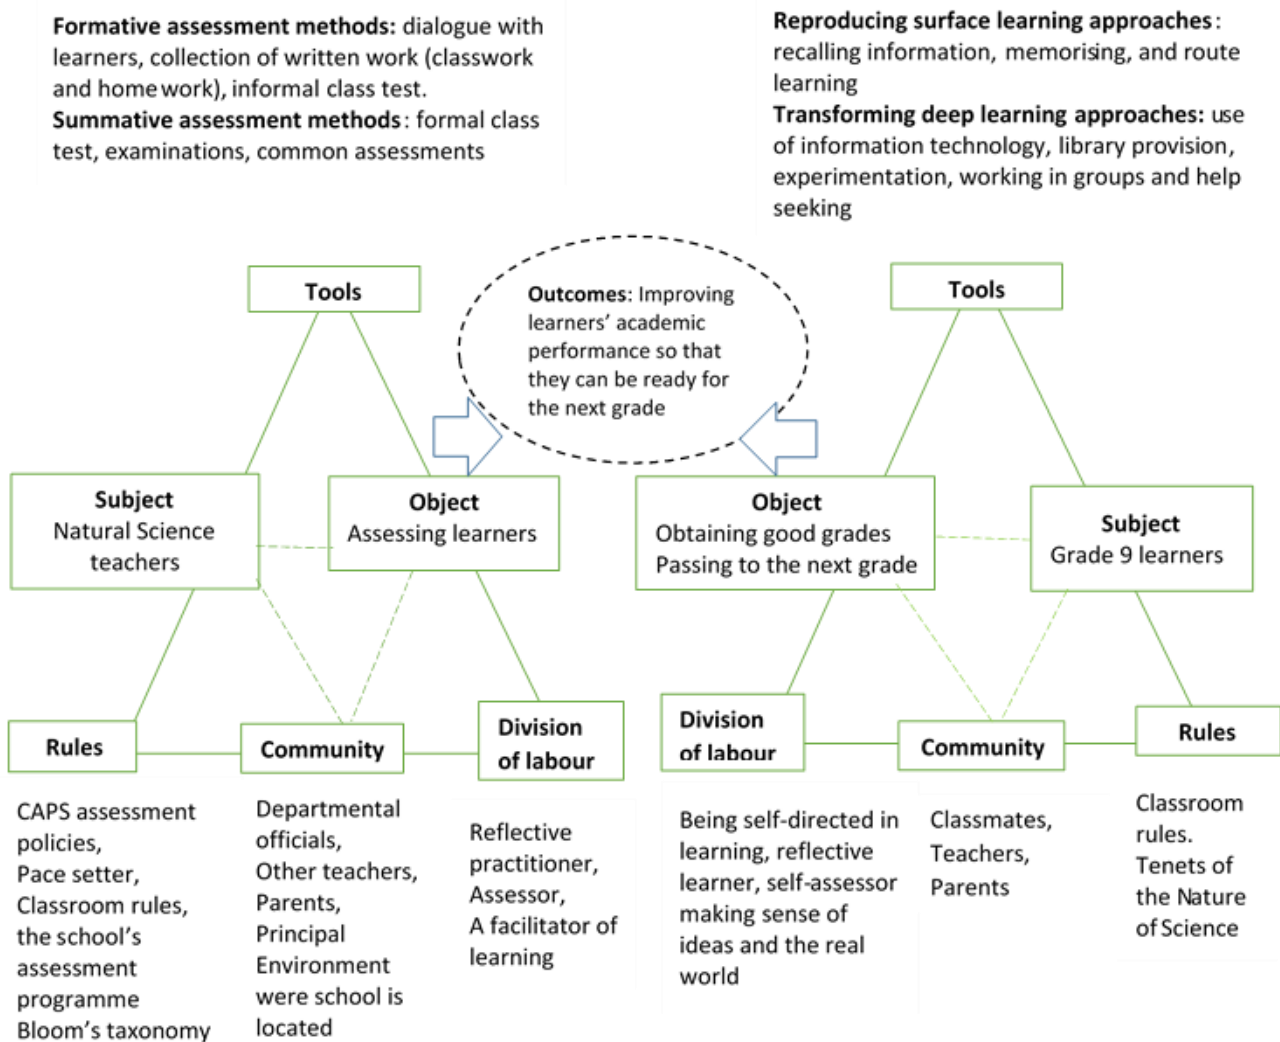 Formative assessment methods: dialogue with
learners, collection of written work (classwork
and home work), informal class test.
Summative assessment methods: formal class
test, examinations, common assessments
Reproducing surface learning approaches:
recalling information, memorising, and route
learning
Transforming deep learning approaches: use
of information technology, library provision,
experimentation, working in groups and help
seeking
Tools
Outcomes: Improving
learners’ academic
performance so that
they can be ready for
the next grade
Tools
Subject
Natural Science
teachers
Object
Assessing learners
Object
Obtaining good grades
Passing to the next grade
Subject
Grade 9 learners
Rules
Community
Division
of labour
Division
of labour
Community
Rules
CAPS assessment
policies,
Pace setter,
Classroom rules,
the school’s
assessment
programme
Bloom’s taxonomy
Departmental
officials,
Other teachers,
Parents,
Principal
Environment
were school is
located
Reflective
practitioner,
Assessor,
A facilitator of
learning
Being self-directed in
learning, reflective
learner, self-assessor
making sense of
ideas and the real
world
Classmates,
Teachers,
Parents
Classroom
rules.
Tenets of
the Nature
of Science